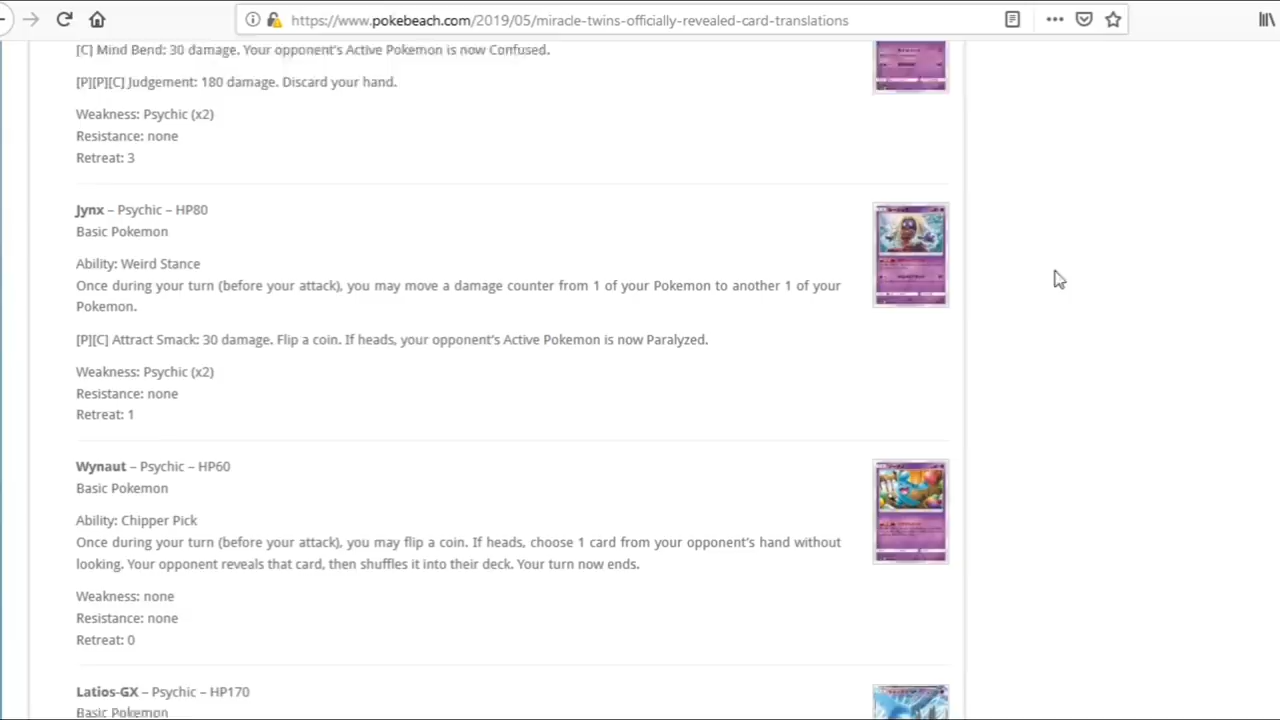 https://www.pokebeach.com/2019/05/miracle-twins-officially-revealed-card-translations
[C] Mind Bend: 30 damage. Your opponent's Active Pokemon is now Confused.
[P][P][C] Judgement: 180 damage. Discard your hand.
Weakness: Psychic (x2)
Resistance: none
Retreat: 3
Jynx – Psychic – HP80
Basic Pokemon
Ability: Weird Stance
Once during your turn (before your attack), you may move a damage counter from 1 of your Pokemon to another 1 of your
Pokemon.
[P][C] Attract Smack: 30 damage. Flip a coin. If heads, your opponent's Active Pokemon is now Paralyzed.
Weakness: Psychic (x2)
Resistance: none
Retreat: 1
Wynaut – Psychic – HP60
Basic Pokemon
Ability: Chipper Pick
Once during your turn (before your attack), you may flip a coin. If heads, choose 1 card from your opponent's hand without
looking. Your opponent reveals that card, then shuffles it into their deck. Your turn now ends.
Weakness: none
Resistance: none
Retreat: 0
Latios-GX – Psychic – HP170
Basic Pokemon